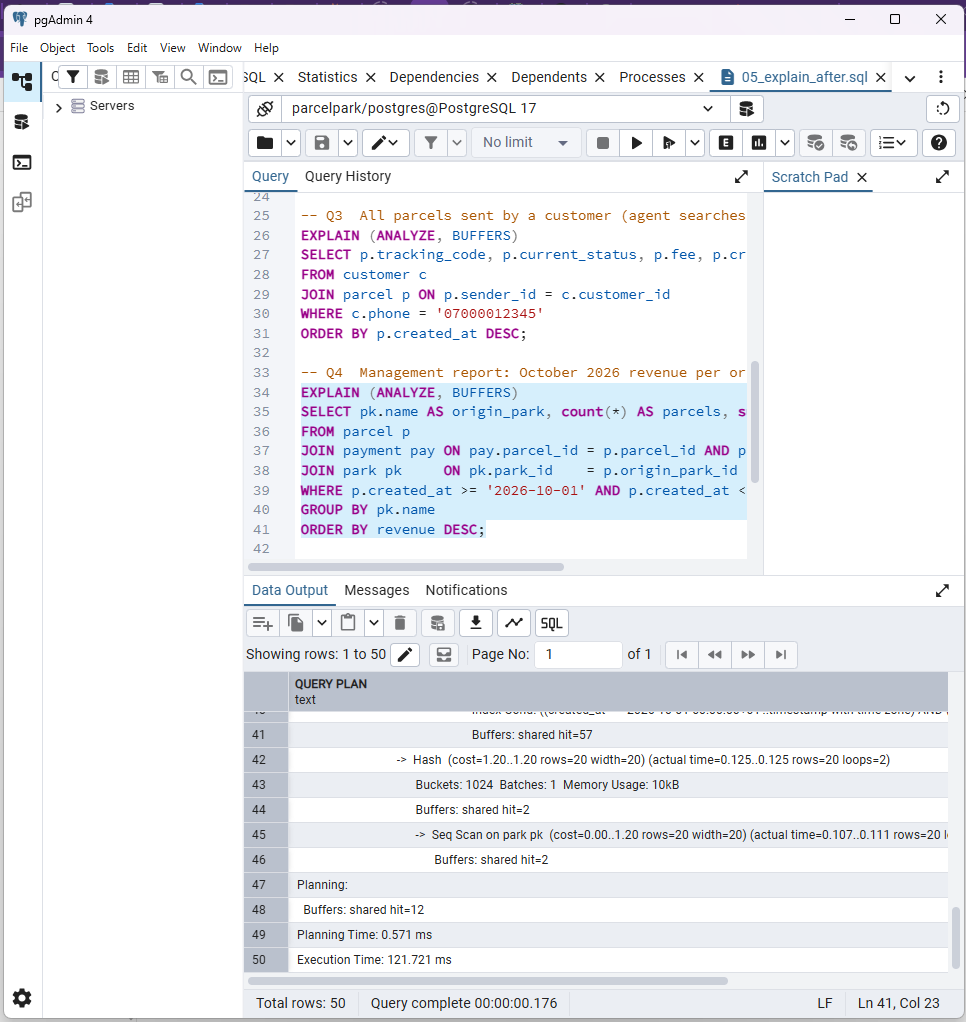 pgAdmin 4
File Object Tools Edit View Window Help
SQL Statistics Dependencies Dependents Processes 05_explain_after.sql
Servers
parcelpark/postgres@PostgreSQL 17
No limit
E
Query Query History
Scratch Pad
24
25 -- Q3 All parcels sent by a customer (agent searches
26 EXPLAIN (ANALYZE, BUFFERS)
27 SELECT p.tracking_code, p.current_status, p.fee, p.cr
28 FROM customer c
29 JOIN parcel p ON p.sender_id = c.customer_id
30 WHERE c.phone = '07000012345'
31 ORDER BY p.created_at DESC;
32
33 -- Q4 Management report: October 2026 revenue per or
34 EXPLAIN (ANALYZE, BUFFERS)
35 SELECT pk.name AS origin_park, count(*) AS parcels, s
36 FROM parcel p
37 JOIN payment pay ON pay.parcel_id = p.parcel_id AND p
38 JOIN park pk ON pk.park_id = p.origin_park_id
39 WHERE p.created_at >= '2026-10-01' AND p.created_at <
40 GROUP BY pk.name
41 ORDER BY revenue DESC;
42
Data Output Messages Notifications
SQL
Showing rows: 1 to 50 Page No: 1 of 1
QUERY PLAN
text
41 Buffers: shared hit=57
42 -> Hash (cost=1.20..1.20 rows=20 width=20) (actual time=0.125..0.125 rows=20 loops=2)
43 Buckets: 1024 Batches: 1 Memory Usage: 10kB
44 Buffers: shared hit=2
45 -> Seq Scan on park pk (cost=0.00..1.20 rows=20 width=20) (actual time=0.107..0.111 rows=20 l
46 Buffers: shared hit=2
47 Planning:
48 Buffers: shared hit=12
49 Planning Time: 0.571 ms
50 Execution Time: 121.721 ms
Total rows: 50 Query complete 00:00:00.176 LF Ln 41, Col 23